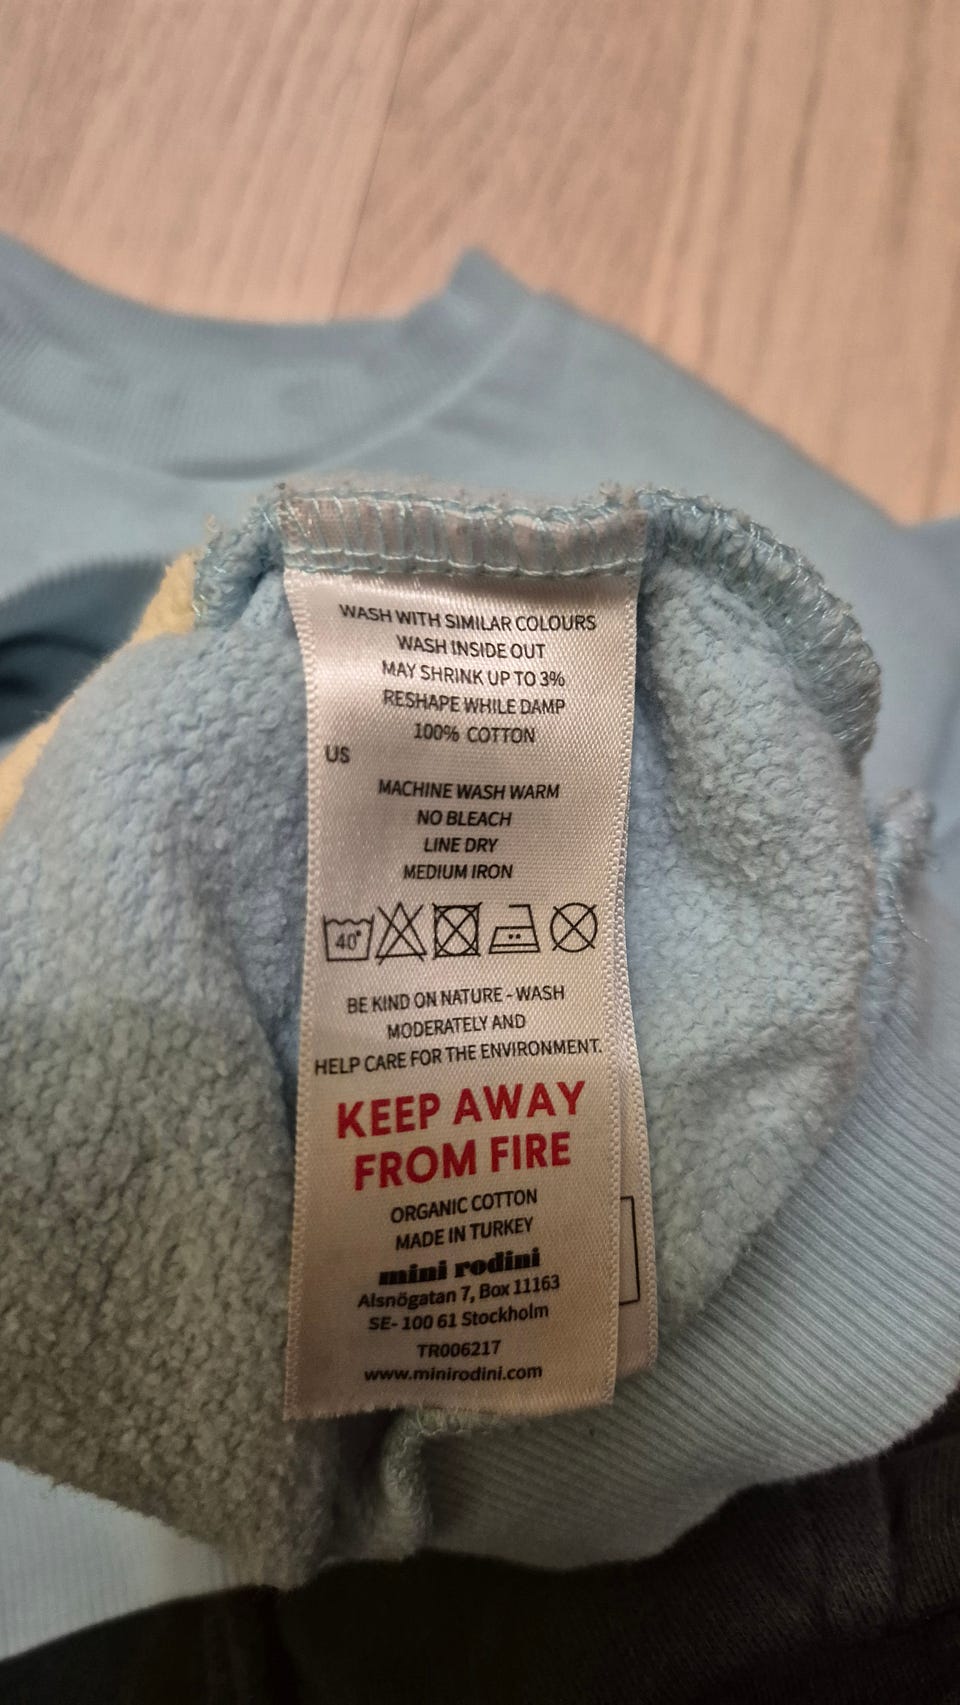 WASH WITH SIMILAR COLOURS
WASH INSIDE OUT
MAY SHRINK UP TO 3%
RESHAPE WHILE DAMP
100% COTTON
US
MACHINE WASH WARM
NO BLEACH
LINE DRY
MEDIUM IRON
40°
BE KIND ON NATURE - WASH
MODERATELY AND
HELP CARE FOR THE ENVIRONMENT.
KEEP AWAY
FROM FIRE
ORGANIC COTTON
MADE IN TURKEY
mini rodini
Alsnögatan 7, Box 11163
SE- 100 61 Stockholm
TR006217
www.minirodini.com